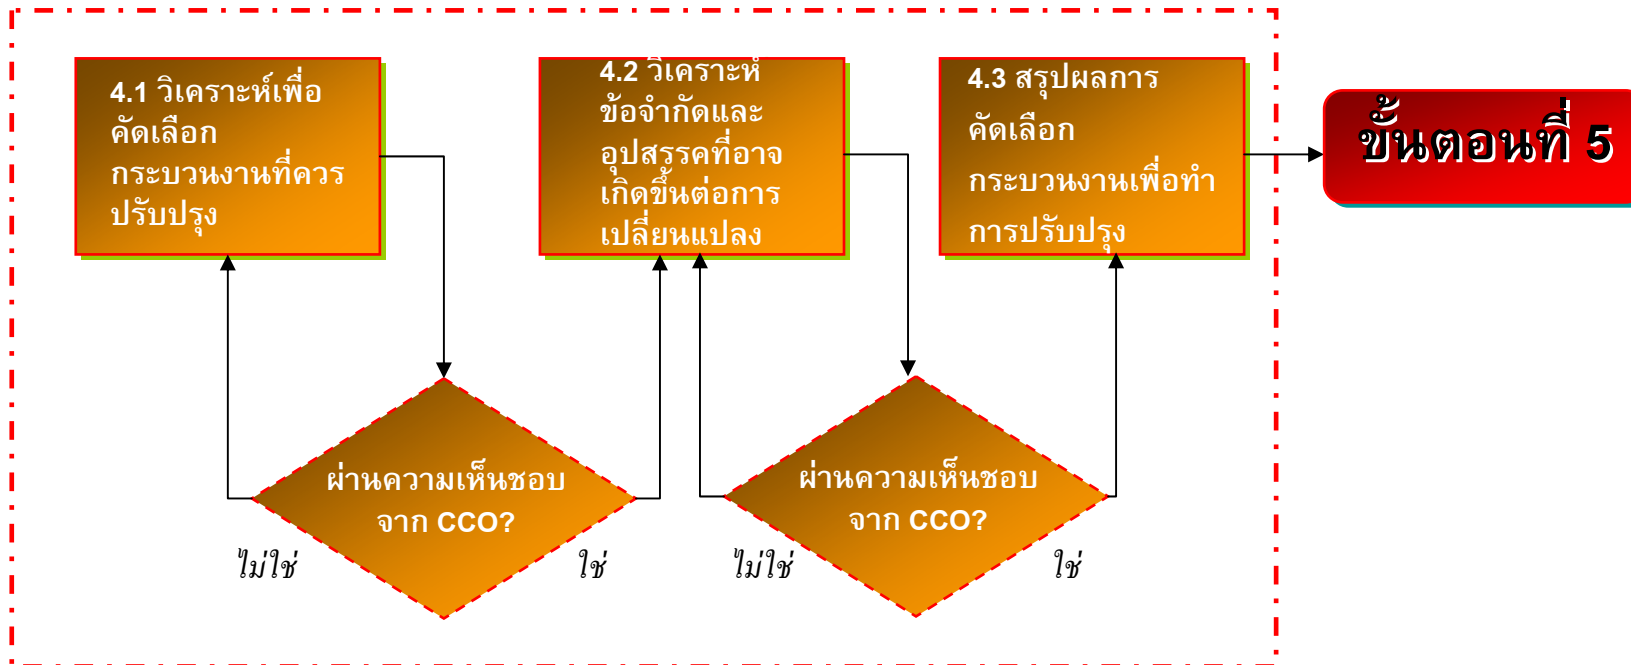 4.1 วิเคราะห์เพื่อ
คัดเลือก
กระบวนงานที่ควร
ปรับปรุง
4.2 วิเคราะห์
ข้อจำกัดและ
อุปสรรคที่อาจ
เกิดขึ้นต่อการ
เปลี่ยนแปลง
4.3 สรุปผลการ
คัดเลือก
กระบวนงานเพื่อทำ
การปรับปรุง
ขั้นตอนที่ 5
ผ่านความเห็นชอบ
จาก CCO?
ไม่ใช่
ใช่
ผ่านความเห็นชอบ
จาก CCO?
ไม่ใช่
ใช่